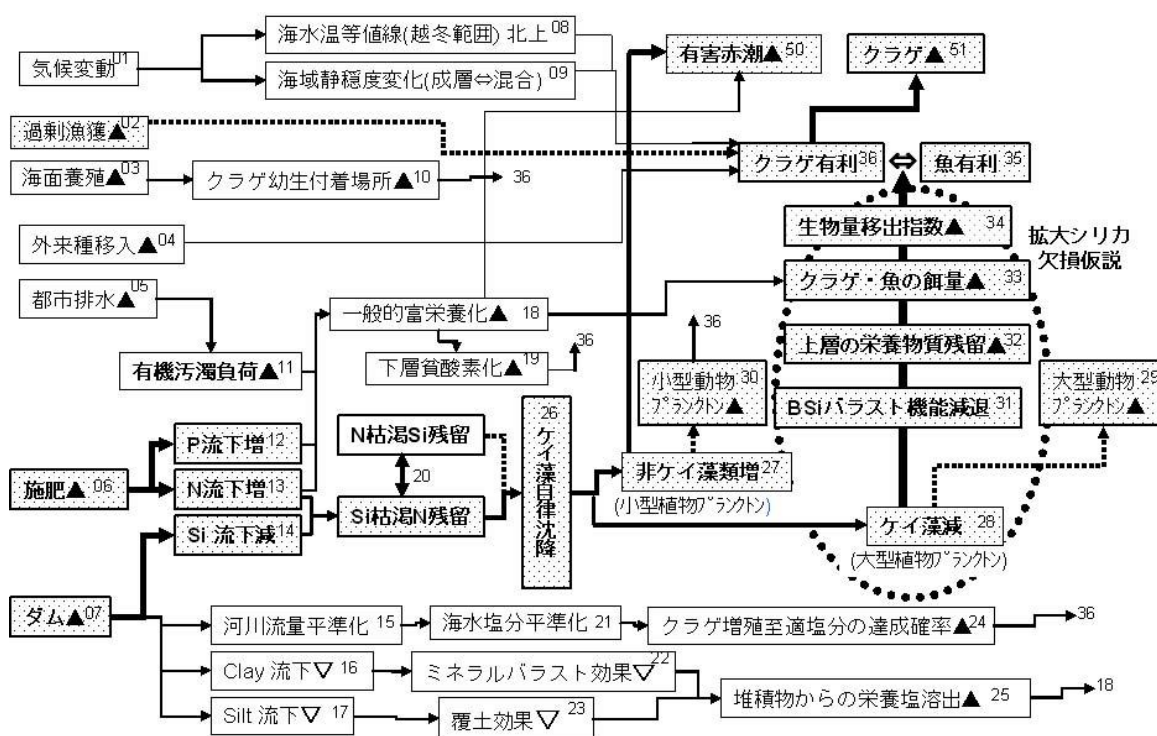 気候変動 01
海水温等値線(越冬範囲) 北上 08
海域静穏度変化(成層⇔混合) 09
有害赤潮▲ 50
クラゲ▲ 51
過剰漁獲▲ 02
海面養殖▲ 03
クラゲ幼生付着場所▲ 10
36
クラゲ有利 36
⇔
魚有利 35
外来種移入▲ 04
生物量移出指数▲ 34
拡大シリカ
欠損仮説
都市排水▲ 05
一般的富栄養化▲ 18
クラゲ・魚の餌量▲ 33
有機汚濁負荷▲ 11
下層貧酸素化▲ 19
36
36
上層の栄養物質残留▲ 32
小型動物 30
プランクトン▲
大型動物 29
プランクトン▲
BSiバラスト機能減退 31
施肥▲ 06
P流下増 12
N流下増 13
Si 流下減 14
N枯渇Si残留
20
Si枯渇N残留
26
ケイ藻自律沈降
非ケイ藻類増 27
(小型植物プランクトン)
ケイ藻減 28
(大型植物プランクトン)
ダム▲ 07
河川流量平準化 15
海水塩分平準化 21
クラゲ増殖至適塩分の達成確率▲ 24
36
Clay 流下▽ 16
ミネラルバラスト効果▽ 22
Silt 流下▽ 17
覆土効果▽ 23
堆積物からの栄養塩溶出▲ 25
18